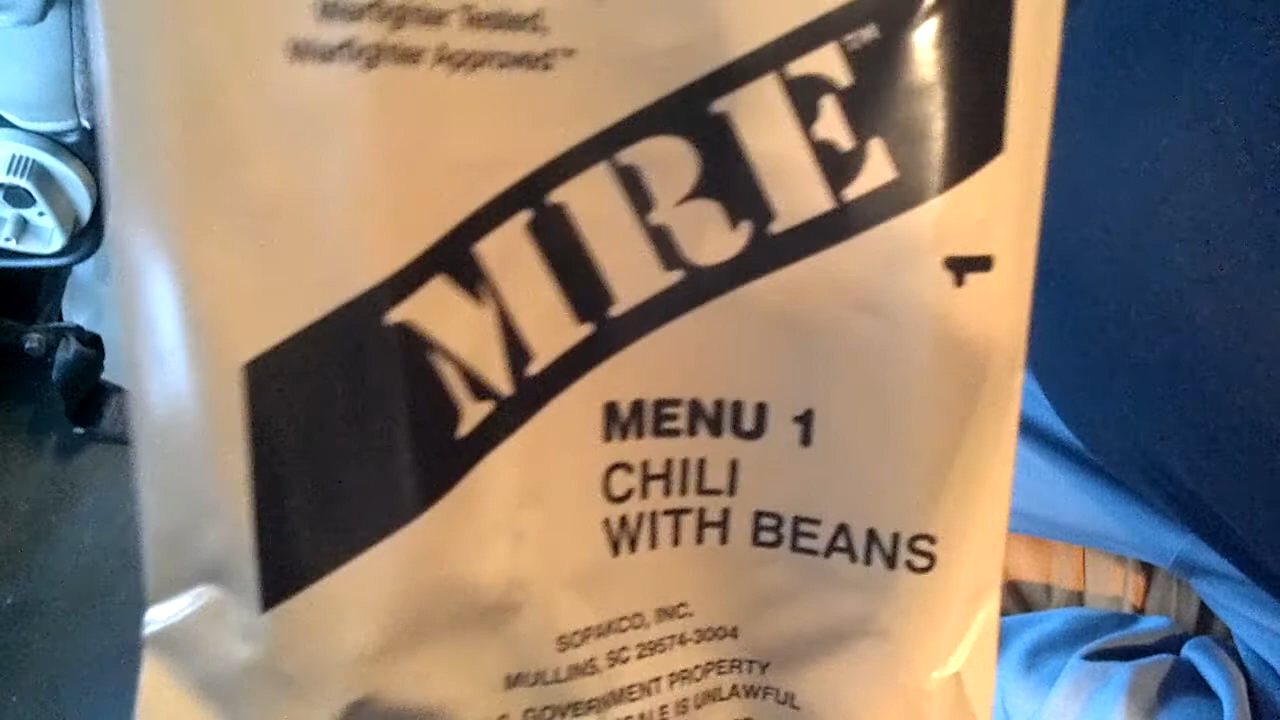 Warfighter Tested,
Warfighter Approved™
MRE™
1
MENU 1
CHILI
WITH BEANS
SOPAKCO, INC.
MULLINS, SC 29574-3004
GOVERNMENT PROPERTY
IS UNLAWFUL